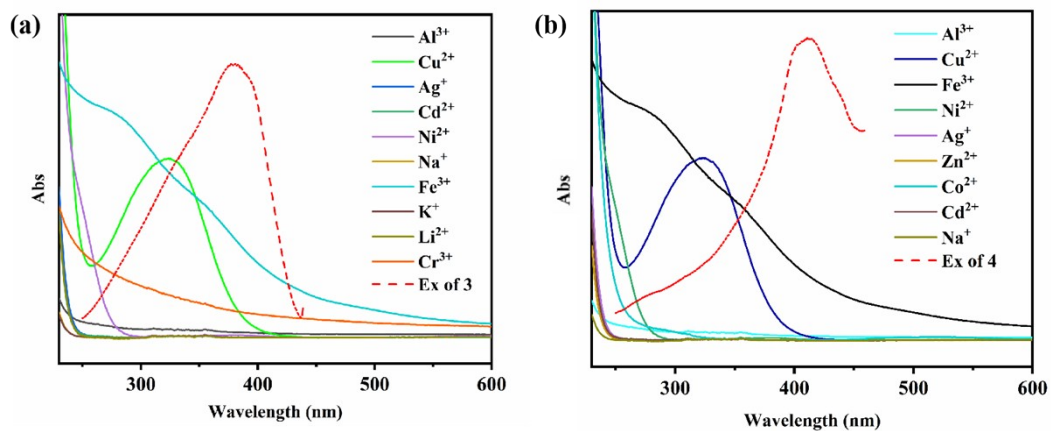 (a)
Al³⁺
Cu²⁺
Ag⁺
Cd²⁺
Ni²⁺
Na⁺
Fe³⁺
K⁺
Li²⁺
Cr³⁺
Ex of 3
Abs
300
400
500
600
Wavelength (nm)
(b)
Al³⁺
Cu²⁺
Fe³⁺
Ni²⁺
Ag⁺
Zn²⁺
Co²⁺
Cd²⁺
Na⁺
Ex of 4
Abs
300
400
500
600
Wavelength (nm)